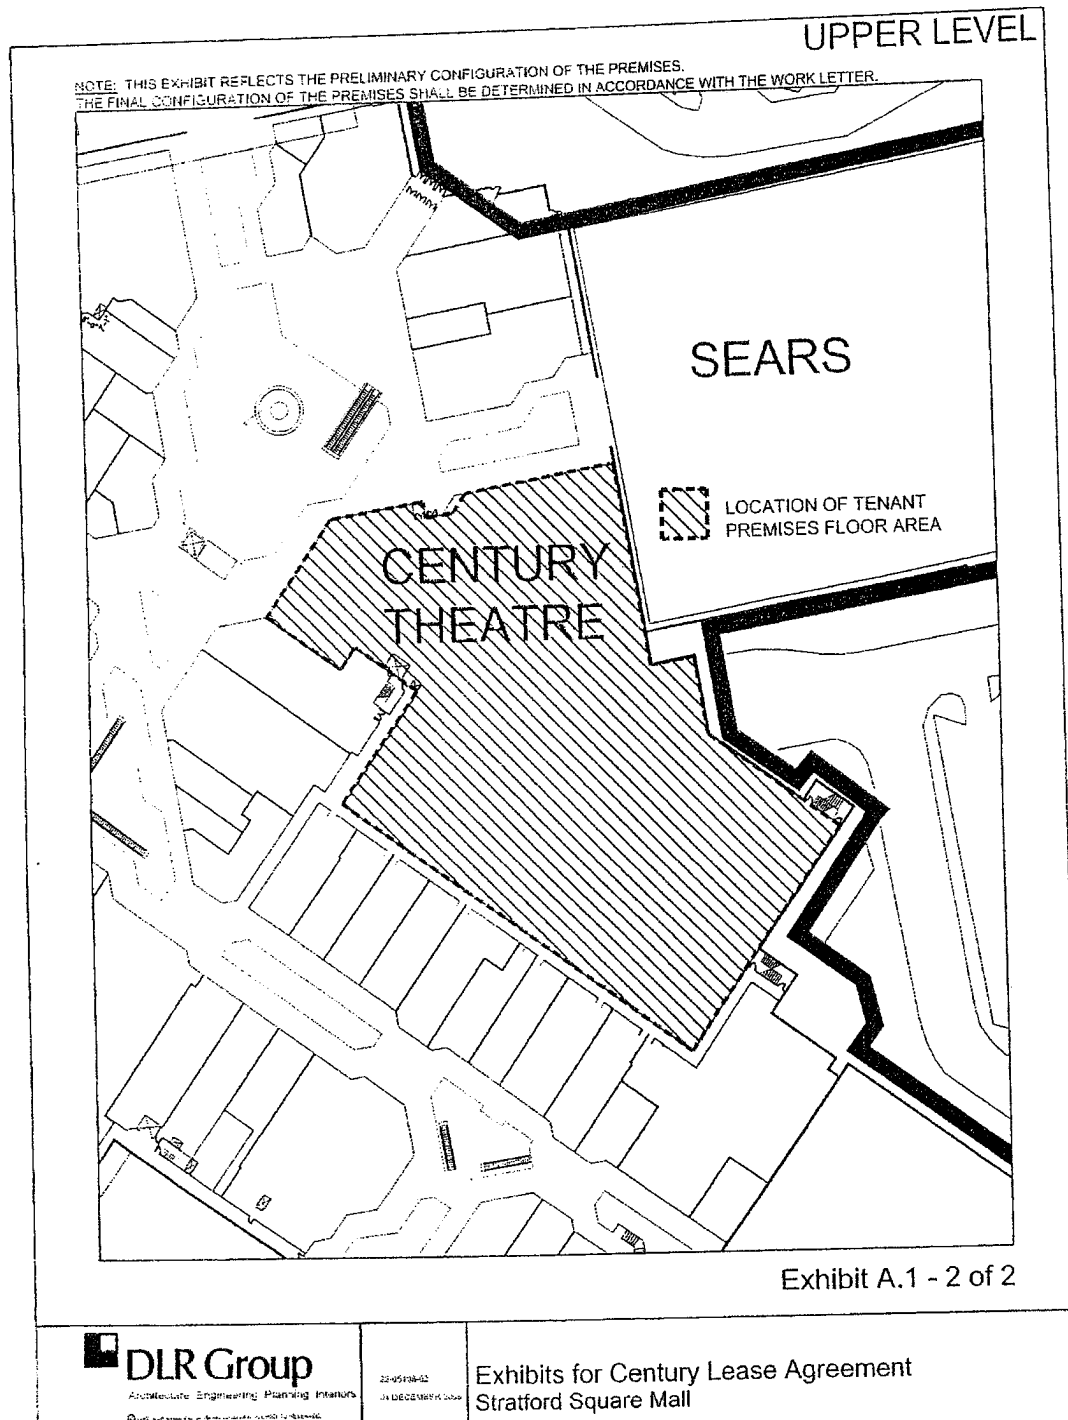 UPPER LEVEL
NOTE: THIS EXHIBIT REFLECTS THE PRELIMINARY CONFIGURATION OF THE PREMISES.
THE FINAL CONFIGURATION OF THE PREMISES SHALL BE DETERMINED IN ACCORDANCE WITH THE WORK LETTER.
SEARS
LOCATION OF TENANT
PREMISES FLOOR AREA
CENTURY
THEATRE
Exhibit A.1 - 2 of 2
DLR Group
Architecture Engineering Planning Interiors
DECEMBER
Exhibits for Century Lease Agreement
Stratford Square Mall